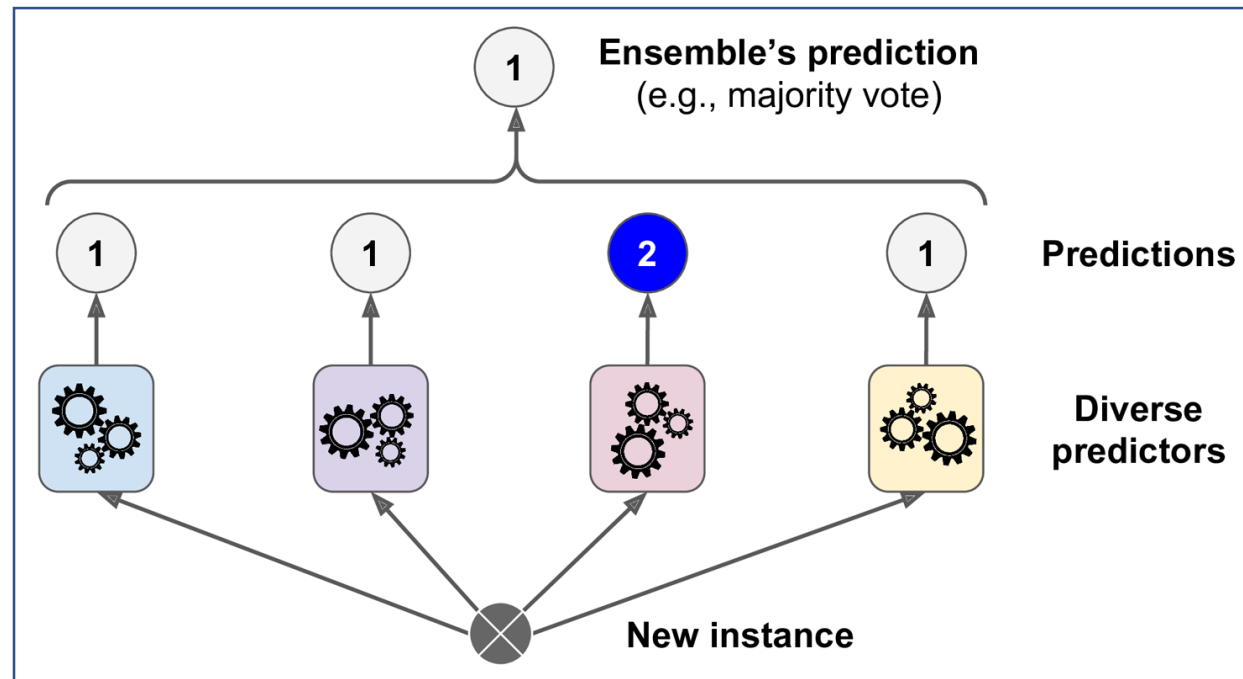 1
Ensemble’s prediction
(e.g., majority vote)
1
1
2
1
Predictions
Diverse
predictors
New instance